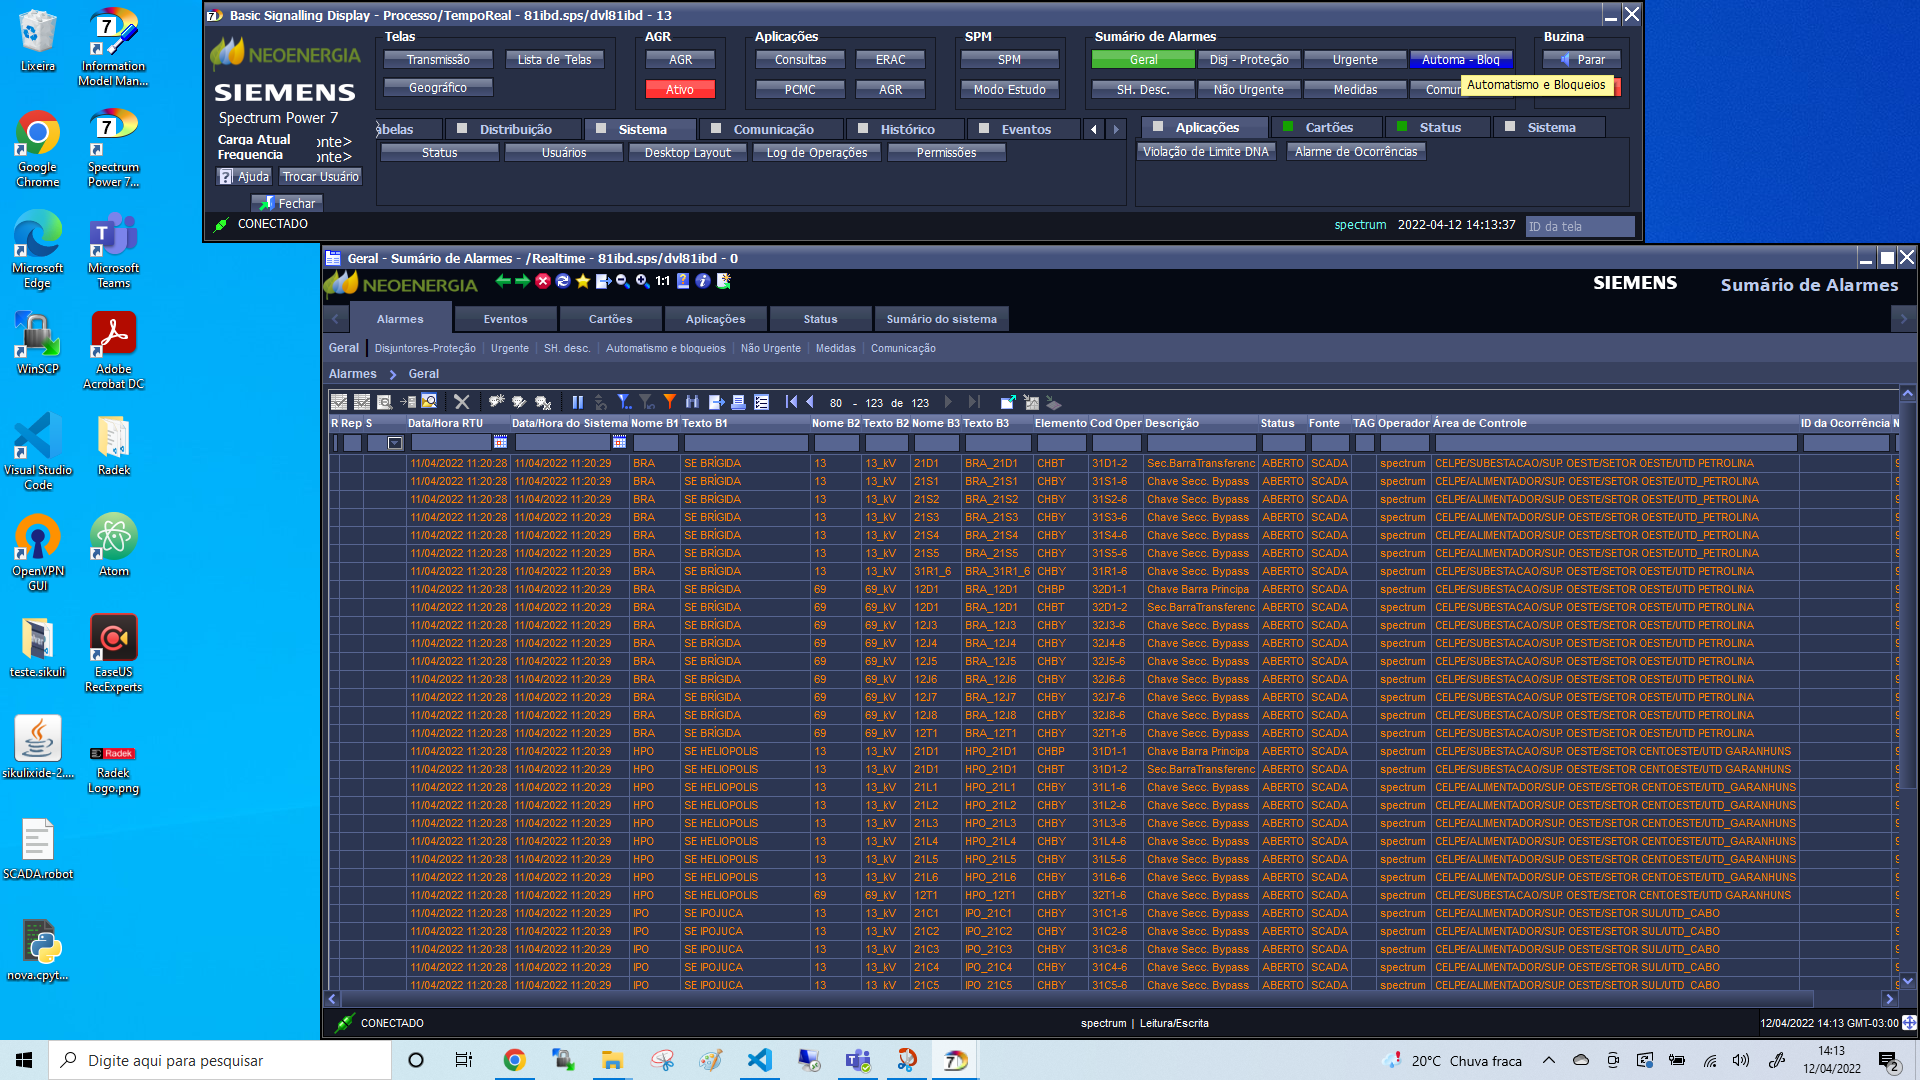 Lixeira
Information Model Man...
Google Chrome
Spectrum Power 7...
Microsoft Edge
Microsoft Teams
WinSCP
Adobe Acrobat DC
Visual Studio Code
Radek
OpenVPN GUI
Atom
teste.sikuli
EaseUS RecExperts
sikulixide-2....
Radek Logo.png
SCADA.robot
nova.cpyt...
Basic Signalling Display - Processo/TempoReal - 81ibd.sps/dvl81ibd - 13
NEOENERGIA
SIEMENS
Spectrum Power 7
Carga Atual onte>
Frequencia onte>
Ajuda Trocar Usuário
Fechar
Telas
Transmissão Lista de Telas
Geográfico
AGR
AGR
Ativo
Aplicações
Consultas ERAC
PCMC AGR
SPM
SPM
Modo Estudo
Sumário de Alarmes
Geral Disj - Proteção Urgente Automa - Bloq
SH. Desc. Não Urgente Medidas Comu
Automatismo e Bloqueios
Buzina
Parar
abelas Distribuição Sistema Comunicação Histórico Eventos
Status Usuários Desktop Layout Log de Operações Permissões
Aplicações Cartões Status Sistema
Violação de Limite DNA Alarme de Ocorrências
CONECTADO
spectrum 2022-04-12 14:13:37 ID da tela
Geral - Sumário de Alarmes - /Realtime - 81ibd.sps/dvl81ibd - 0
NEOENERGIA 1:1 SIEMENS Sumário de Alarmes
Alarmes Eventos Cartões Aplicações Status Sumário do sistema
Geral Disjuntores-Proteção Urgente SH. desc. Automatismo e bloqueios Não Urgente Medidas Comunicação
Alarmes > Geral
80 - 123 de 123
R Rep S Data/Hora RTU Data/Hora do Sistema Nome B1 Texto B1 Nome B2 Texto B2 Nome B3 Texto B3 Elemento Cod Oper Descrição Status Fonte TAG Operador Área de Controle ID da Ocorrência N
11/04/2022 11:20:28 11/04/2022 11:20:29 BRA SE BRÍGIDA 13 13_kV 21D1 BRA_21D1 CHBT 31D1-2 Sec.BarraTransferenc ABERTO SCADA spectrum CELPE/SUBESTACAO/SUP. OESTE/SETOR OESTE/UTD PETROLINA
11/04/2022 11:20:28 11/04/2022 11:20:29 BRA SE BRÍGIDA 13 13_kV 21S1 BRA_21S1 CHBY 31S1-6 Chave Secc. Bypass ABERTO SCADA spectrum CELPE/ALIMENTADOR/SUP. OESTE/SETOR OESTE/UTD_PETROLINA
11/04/2022 11:20:28 11/04/2022 11:20:29 BRA SE BRÍGIDA 13 13_kV 21S2 BRA_21S2 CHBY 31S2-6 Chave Secc. Bypass ABERTO SCADA spectrum CELPE/ALIMENTADOR/SUP. OESTE/SETOR OESTE/UTD_PETROLINA
11/04/2022 11:20:28 11/04/2022 11:20:29 BRA SE BRÍGIDA 13 13_kV 21S3 BRA_21S3 CHBY 31S3-6 Chave Secc. Bypass ABERTO SCADA spectrum CELPE/ALIMENTADOR/SUP. OESTE/SETOR OESTE/UTD_PETROLINA
11/04/2022 11:20:28 11/04/2022 11:20:29 BRA SE BRÍGIDA 13 13_kV 21S4 BRA_21S4 CHBY 31S4-6 Chave Secc. Bypass ABERTO SCADA spectrum CELPE/ALIMENTADOR/SUP. OESTE/SETOR OESTE/UTD_PETROLINA
11/04/2022 11:20:28 11/04/2022 11:20:29 BRA SE BRÍGIDA 13 13_kV 21S5 BRA_21S5 CHBY 31S5-6 Chave Secc. Bypass ABERTO SCADA spectrum CELPE/ALIMENTADOR/SUP. OESTE/SETOR OESTE/UTD_PETROLINA
11/04/2022 11:20:28 11/04/2022 11:20:29 BRA SE BRÍGIDA 13 13_kV 31R1_6 BRA_31R1_6 CHBY 31R1-6 Chave Secc. Bypass ABERTO SCADA spectrum CELPE/SUBESTACAO/SUP. OESTE/SETOR OESTE/UTD PETROLINA
11/04/2022 11:20:28 11/04/2022 11:20:29 BRA SE BRÍGIDA 69 69_kV 12D1 BRA_12D1 CHBP 32D1-1 Chave Barra Principa ABERTO SCADA spectrum CELPE/SUBESTACAO/SUP. OESTE/SETOR OESTE/UTD PETROLINA
11/04/2022 11:20:28 11/04/2022 11:20:29 BRA SE BRÍGIDA 69 69_kV 12D1 BRA_12D1 CHBT 32D1-2 Sec.BarraTransferenc ABERTO SCADA spectrum CELPE/SUBESTACAO/SUP. OESTE/SETOR OESTE/UTD PETROLINA
11/04/2022 11:20:28 11/04/2022 11:20:29 BRA SE BRÍGIDA 69 69_kV 12J3 BRA_12J3 CHBY 32J3-6 Chave Secc. Bypass ABERTO SCADA spectrum CELPE/SUBESTACAO/SUP. OESTE/SETOR OESTE/UTD PETROLINA
11/04/2022 11:20:28 11/04/2022 11:20:29 BRA SE BRÍGIDA 69 69_kV 12J4 BRA_12J4 CHBY 32J4-6 Chave Secc. Bypass ABERTO SCADA spectrum CELPE/SUBESTACAO/SUP. OESTE/SETOR OESTE/UTD PETROLINA
11/04/2022 11:20:28 11/04/2022 11:20:29 BRA SE BRÍGIDA 69 69_kV 12J5 BRA_12J5 CHBY 32J5-6 Chave Secc. Bypass ABERTO SCADA spectrum CELPE/SUBESTACAO/SUP. OESTE/SETOR OESTE/UTD PETROLINA
11/04/2022 11:20:28 11/04/2022 11:20:29 BRA SE BRÍGIDA 69 69_kV 12J6 BRA_12J6 CHBY 32J6-6 Chave Secc. Bypass ABERTO SCADA spectrum CELPE/SUBESTACAO/SUP. OESTE/SETOR OESTE/UTD PETROLINA
11/04/2022 11:20:28 11/04/2022 11:20:29 BRA SE BRÍGIDA 69 69_kV 12J7 BRA_12J7 CHBY 32J7-6 Chave Secc. Bypass ABERTO SCADA spectrum CELPE/SUBESTACAO/SUP. OESTE/SETOR OESTE/UTD PETROLINA
11/04/2022 11:20:28 11/04/2022 11:20:29 BRA SE BRÍGIDA 69 69_kV 12J8 BRA_12J8 CHBY 32J8-6 Chave Secc. Bypass ABERTO SCADA spectrum CELPE/SUBESTACAO/SUP. OESTE/SETOR OESTE/UTD PETROLINA
11/04/2022 11:20:28 11/04/2022 11:20:29 BRA SE BRÍGIDA 69 69_kV 12T1 BRA_12T1 CHBY 32T1-6 Chave Secc. Bypass ABERTO SCADA spectrum CELPE/SUBESTACAO/SUP. OESTE/SETOR OESTE/UTD PETROLINA
11/04/2022 11:20:28 11/04/2022 11:20:29 HPO SE HELIOPOLIS 13 13_kV 21D1 HPO_21D1 CHBP 31D1-1 Chave Barra Principa ABERTO SCADA spectrum CELPE/SUBESTACAO/SUP. OESTE/SETOR CENT.OESTE/UTD GARANHUNS
11/04/2022 11:20:28 11/04/2022 11:20:29 HPO SE HELIOPOLIS 13 13_kV 21D1 HPO_21D1 CHBT 31D1-2 Sec.BarraTransferenc ABERTO SCADA spectrum CELPE/SUBESTACAO/SUP. OESTE/SETOR CENT.OESTE/UTD GARANHUNS
11/04/2022 11:20:28 11/04/2022 11:20:29 HPO SE HELIOPOLIS 13 13_kV 21L1 HPO_21L1 CHBY 31L1-6 Chave Secc. Bypass ABERTO SCADA spectrum CELPE/ALIMENTADOR/SUP. OESTE/SETOR CENT.OESTE/UTD_GARANHUNS
11/04/2022 11:20:28 11/04/2022 11:20:29 HPO SE HELIOPOLIS 13 13_kV 21L2 HPO_21L2 CHBY 31L2-6 Chave Secc. Bypass ABERTO SCADA spectrum CELPE/ALIMENTADOR/SUP. OESTE/SETOR CENT.OESTE/UTD_GARANHUNS
11/04/2022 11:20:28 11/04/2022 11:20:29 HPO SE HELIOPOLIS 13 13_kV 21L3 HPO_21L3 CHBY 31L3-6 Chave Secc. Bypass ABERTO SCADA spectrum CELPE/ALIMENTADOR/SUP. OESTE/SETOR CENT.OESTE/UTD_GARANHUNS
11/04/2022 11:20:28 11/04/2022 11:20:29 HPO SE HELIOPOLIS 13 13_kV 21L4 HPO_21L4 CHBY 31L4-6 Chave Secc. Bypass ABERTO SCADA spectrum CELPE/ALIMENTADOR/SUP. OESTE/SETOR CENT.OESTE/UTD_GARANHUNS
11/04/2022 11:20:28 11/04/2022 11:20:29 HPO SE HELIOPOLIS 13 13_kV 21L5 HPO_21L5 CHBY 31L5-6 Chave Secc. Bypass ABERTO SCADA spectrum CELPE/ALIMENTADOR/SUP. OESTE/SETOR CENT.OESTE/UTD_GARANHUNS
11/04/2022 11:20:28 11/04/2022 11:20:29 HPO SE HELIOPOLIS 13 13_kV 21L6 HPO_21L6 CHBY 31L6-6 Chave Secc. Bypass ABERTO SCADA spectrum CELPE/ALIMENTADOR/SUP. OESTE/SETOR CENT.OESTE/UTD_GARANHUNS
11/04/2022 11:20:28 11/04/2022 11:20:29 HPO SE HELIOPOLIS 69 69_kV 12T1 HPO_12T1 CHBY 32T1-6 Chave Secc. Bypass ABERTO SCADA spectrum CELPE/SUBESTACAO/SUP. OESTE/SETOR CENT.OESTE/UTD GARANHUNS
11/04/2022 11:20:28 11/04/2022 11:20:29 IPO SE IPOJUCA 13 13_kV 21C1 IPO_21C1 CHBY 31C1-6 Chave Secc. Bypass ABERTO SCADA spectrum CELPE/ALIMENTADOR/SUP. OESTE/SETOR SUL/UTD_CABO
11/04/2022 11:20:28 11/04/2022 11:20:29 IPO SE IPOJUCA 13 13_kV 21C2 IPO_21C2 CHBY 31C2-6 Chave Secc. Bypass ABERTO SCADA spectrum CELPE/ALIMENTADOR/SUP. OESTE/SETOR SUL/UTD_CABO
11/04/2022 11:20:28 11/04/2022 11:20:29 IPO SE IPOJUCA 13 13_kV 21C3 IPO_21C3 CHBY 31C3-6 Chave Secc. Bypass ABERTO SCADA spectrum CELPE/ALIMENTADOR/SUP. OESTE/SETOR SUL/UTD_CABO
11/04/2022 11:20:28 11/04/2022 11:20:29 IPO SE IPOJUCA 13 13_kV 21C4 IPO_21C4 CHBY 31C4-6 Chave Secc. Bypass ABERTO SCADA spectrum CELPE/ALIMENTADOR/SUP. OESTE/SETOR SUL/UTD_CABO
11/04/2022 11:20:28 11/04/2022 11:20:29 IPO SE IPOJUCA 13 13_kV 21C5 IPO_21C5 CHBY 31C5-6 Chave Secc. Bypass ABERTO SCADA spectrum CELPE/ALIMENTADOR/SUP. OESTE/SETOR SUL/UTD_CABO
CONECTADO spectrum | Leitura/Escrita 12/04/2022 14:13 GMT-03:00
Digite aqui para pesquisar 20°C Chuva fraca 14:13
12/04/2022 2